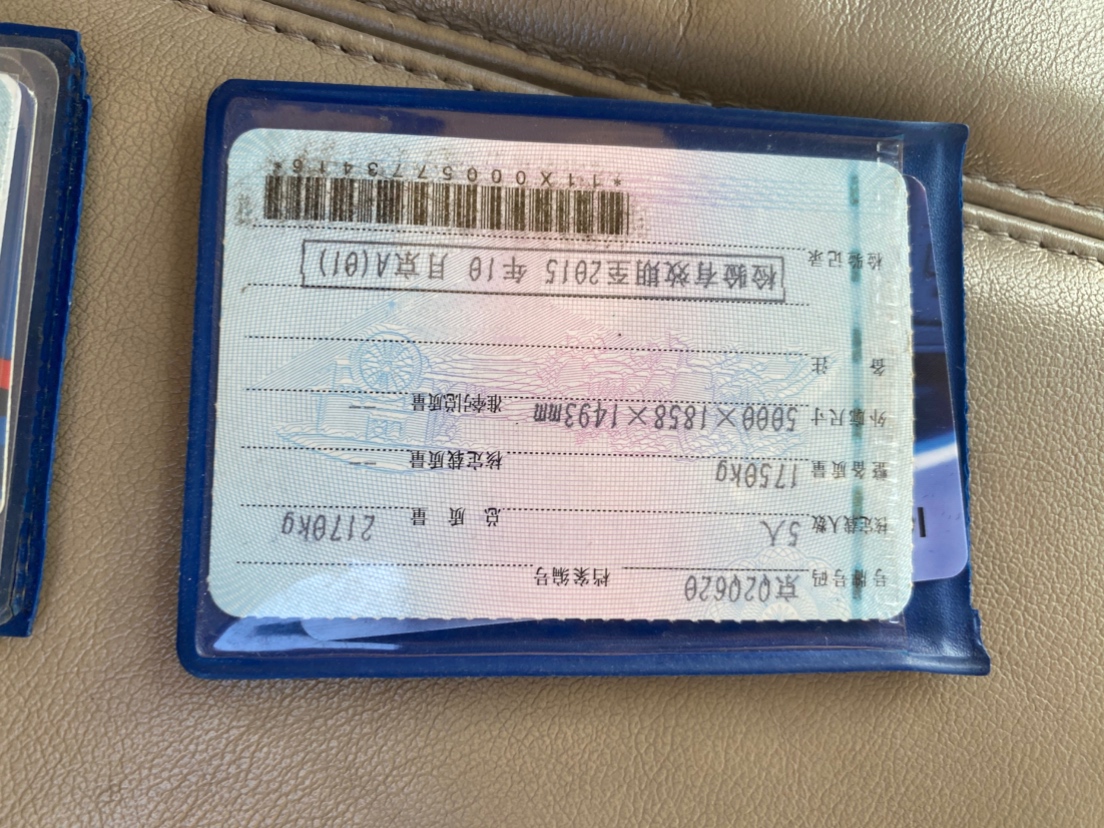 号牌号码 京Q20620 档案编号
核定载人数 5人 总质量 2170kg
整备质量 1750kg 核定载质量 --
外廓尺寸 5000×1858×1493mm 准牵引总质量 --
备注
检验记录 检验有效期至2015年10月京A(01)
*11X0005773416*